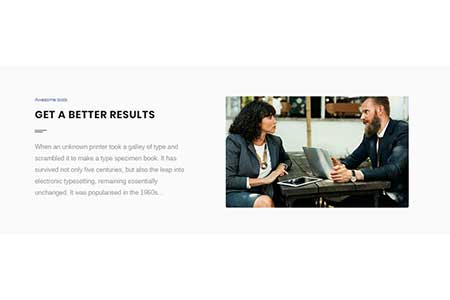 Awesome tools
GET A BETTER RESULTS
When an unknown printer took a galley of type and
scrambled it to make a type specimen book. It has
survived not only five centuries, but also the leap into
electronic typesetting, remaining essentially
unchanged. It was popularised in the 1960s...